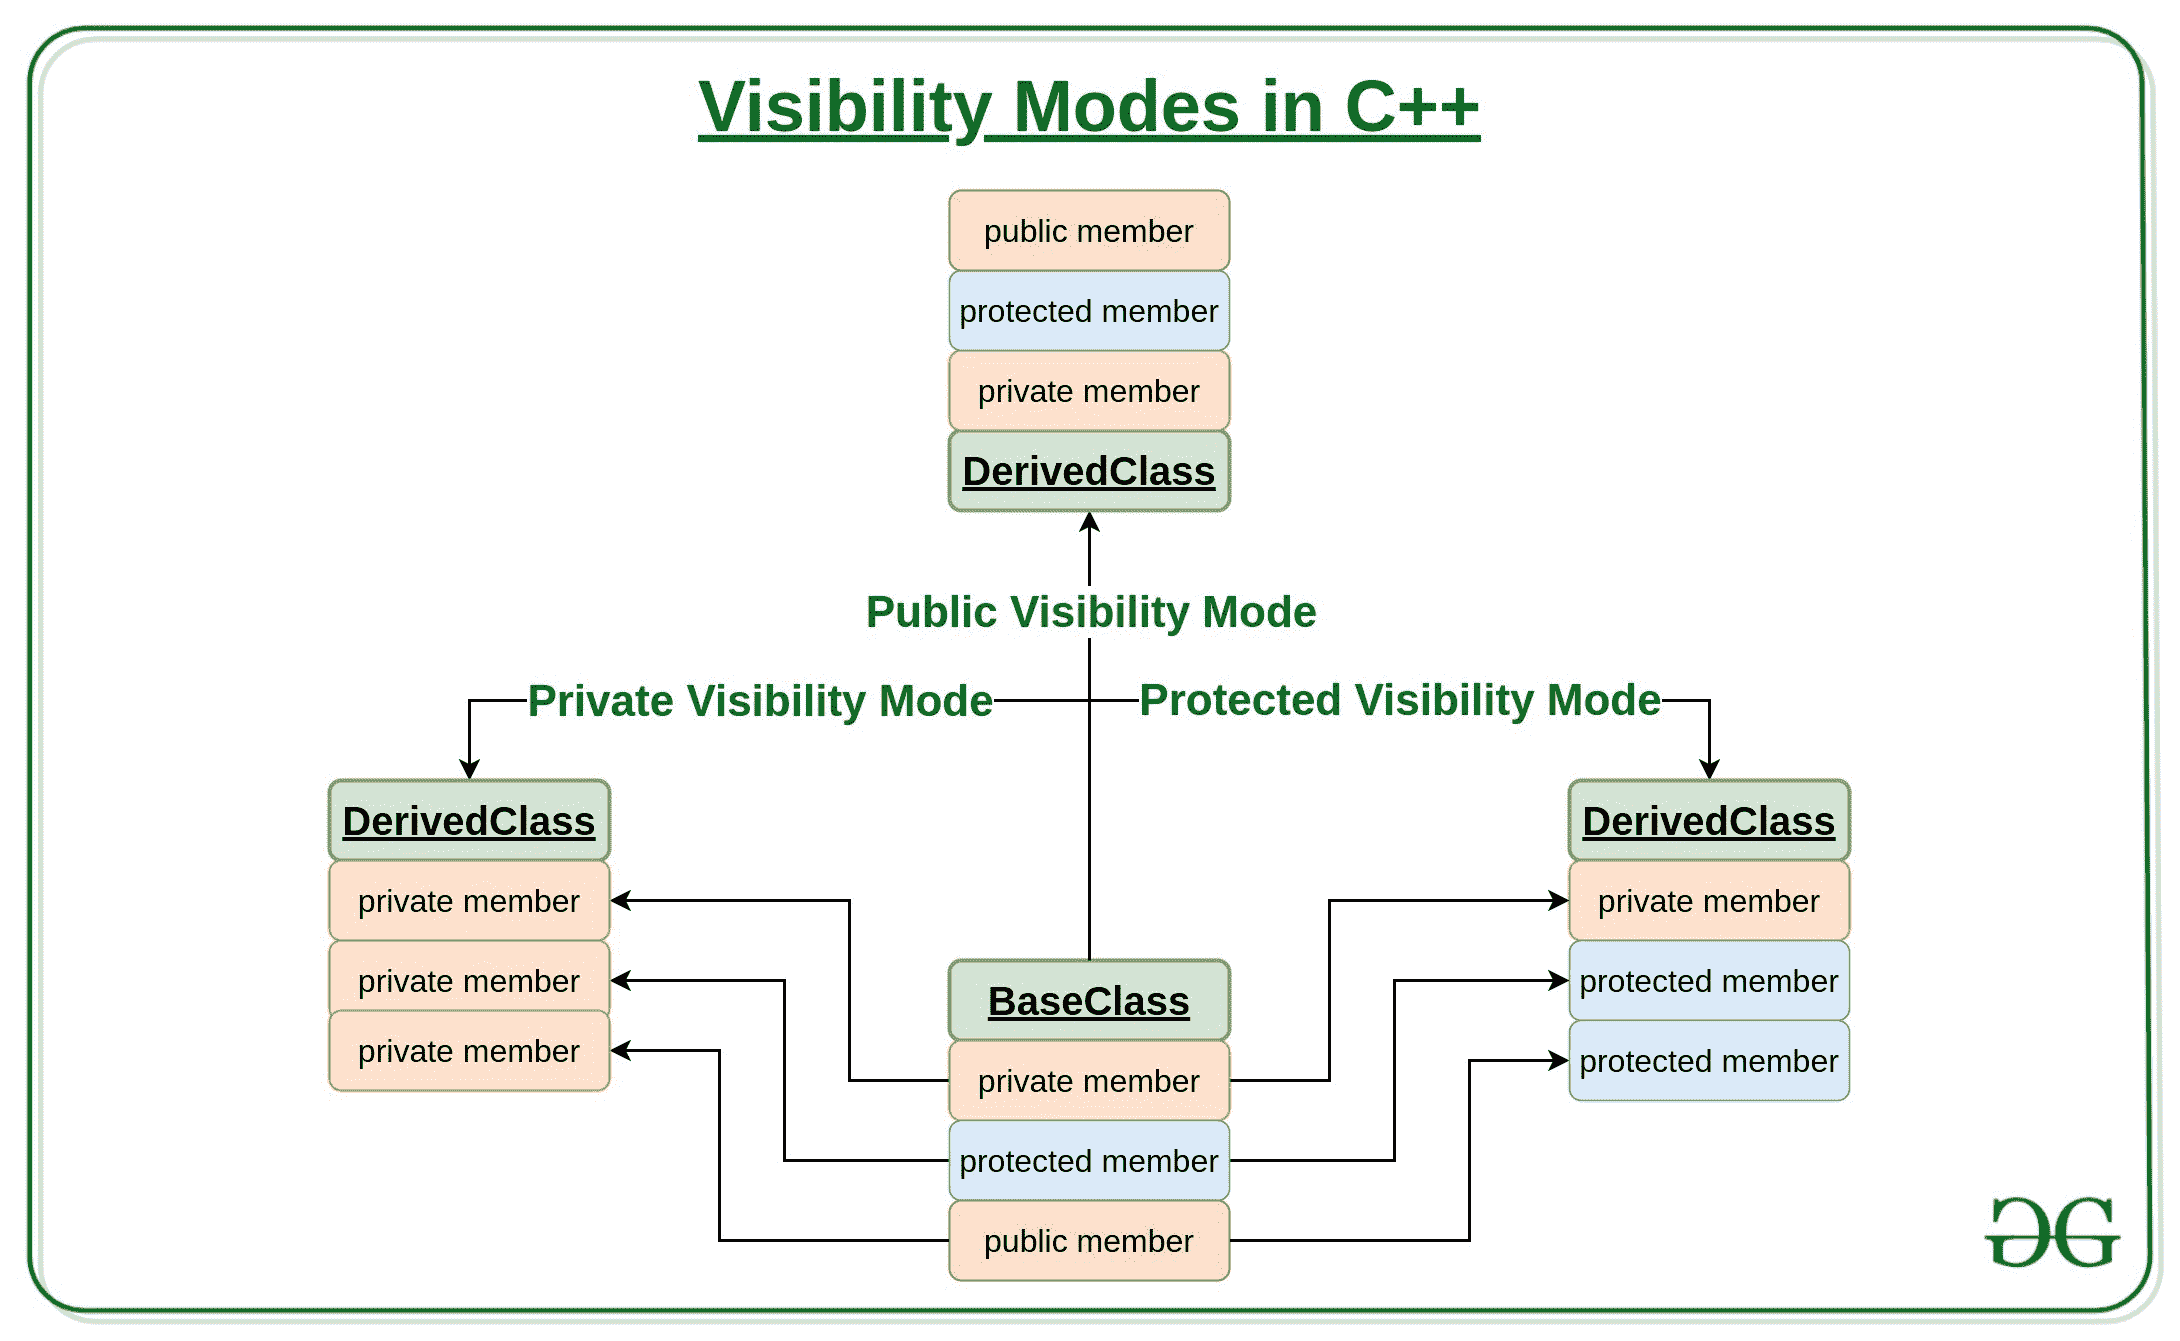 Visibility Modes in C++
public member
protected member
private member
DerivedClass
Public Visibility Mode
Private Visibility Mode
Protected Visibility Mode
DerivedClass
private member
private member
private member
BaseClass
private member
protected member
public member
DerivedClass
private member
protected member
protected member